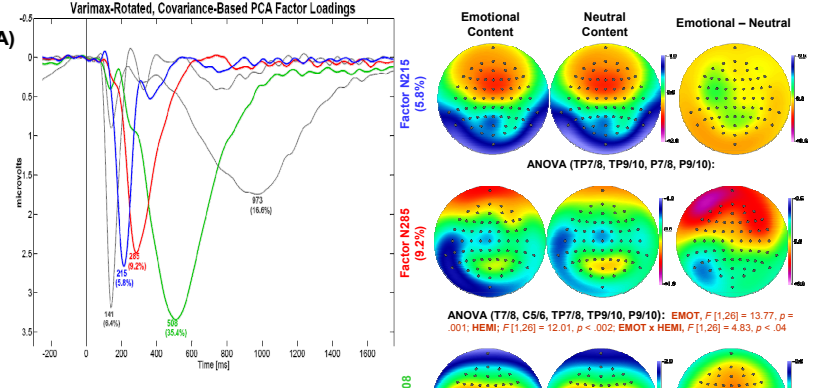 Varimax-Rotated, Covariance-Based PCA Factor Loadings
A)
-0.5
0
0.5
1
1.5
2
2.5
3
3.5
microvolts
-200
0
200
400
600
800
1000
1200
1400
1600
Time [ms]
141
(6.4%)
215
(5.8%)
285
(9.2%)
508
(35.4%)
973
(16.6%)
Emotional
Content
Neutral
Content
Emotional – Neutral
Factor N215
(5.8%)
ANOVA (TP7/8, TP9/10, P7/8, P9/10):
Factor N285
(9.2%)
ANOVA (T7/8, C5/6, TP7/8, TP9/10, P9/10): EMOT, F [1,26] = 13.77, p =
.001; HEMI; F [1,26] = 12.01, p < .002; EMOT x HEMI, F [1,26] = 4.83, p < .04
08